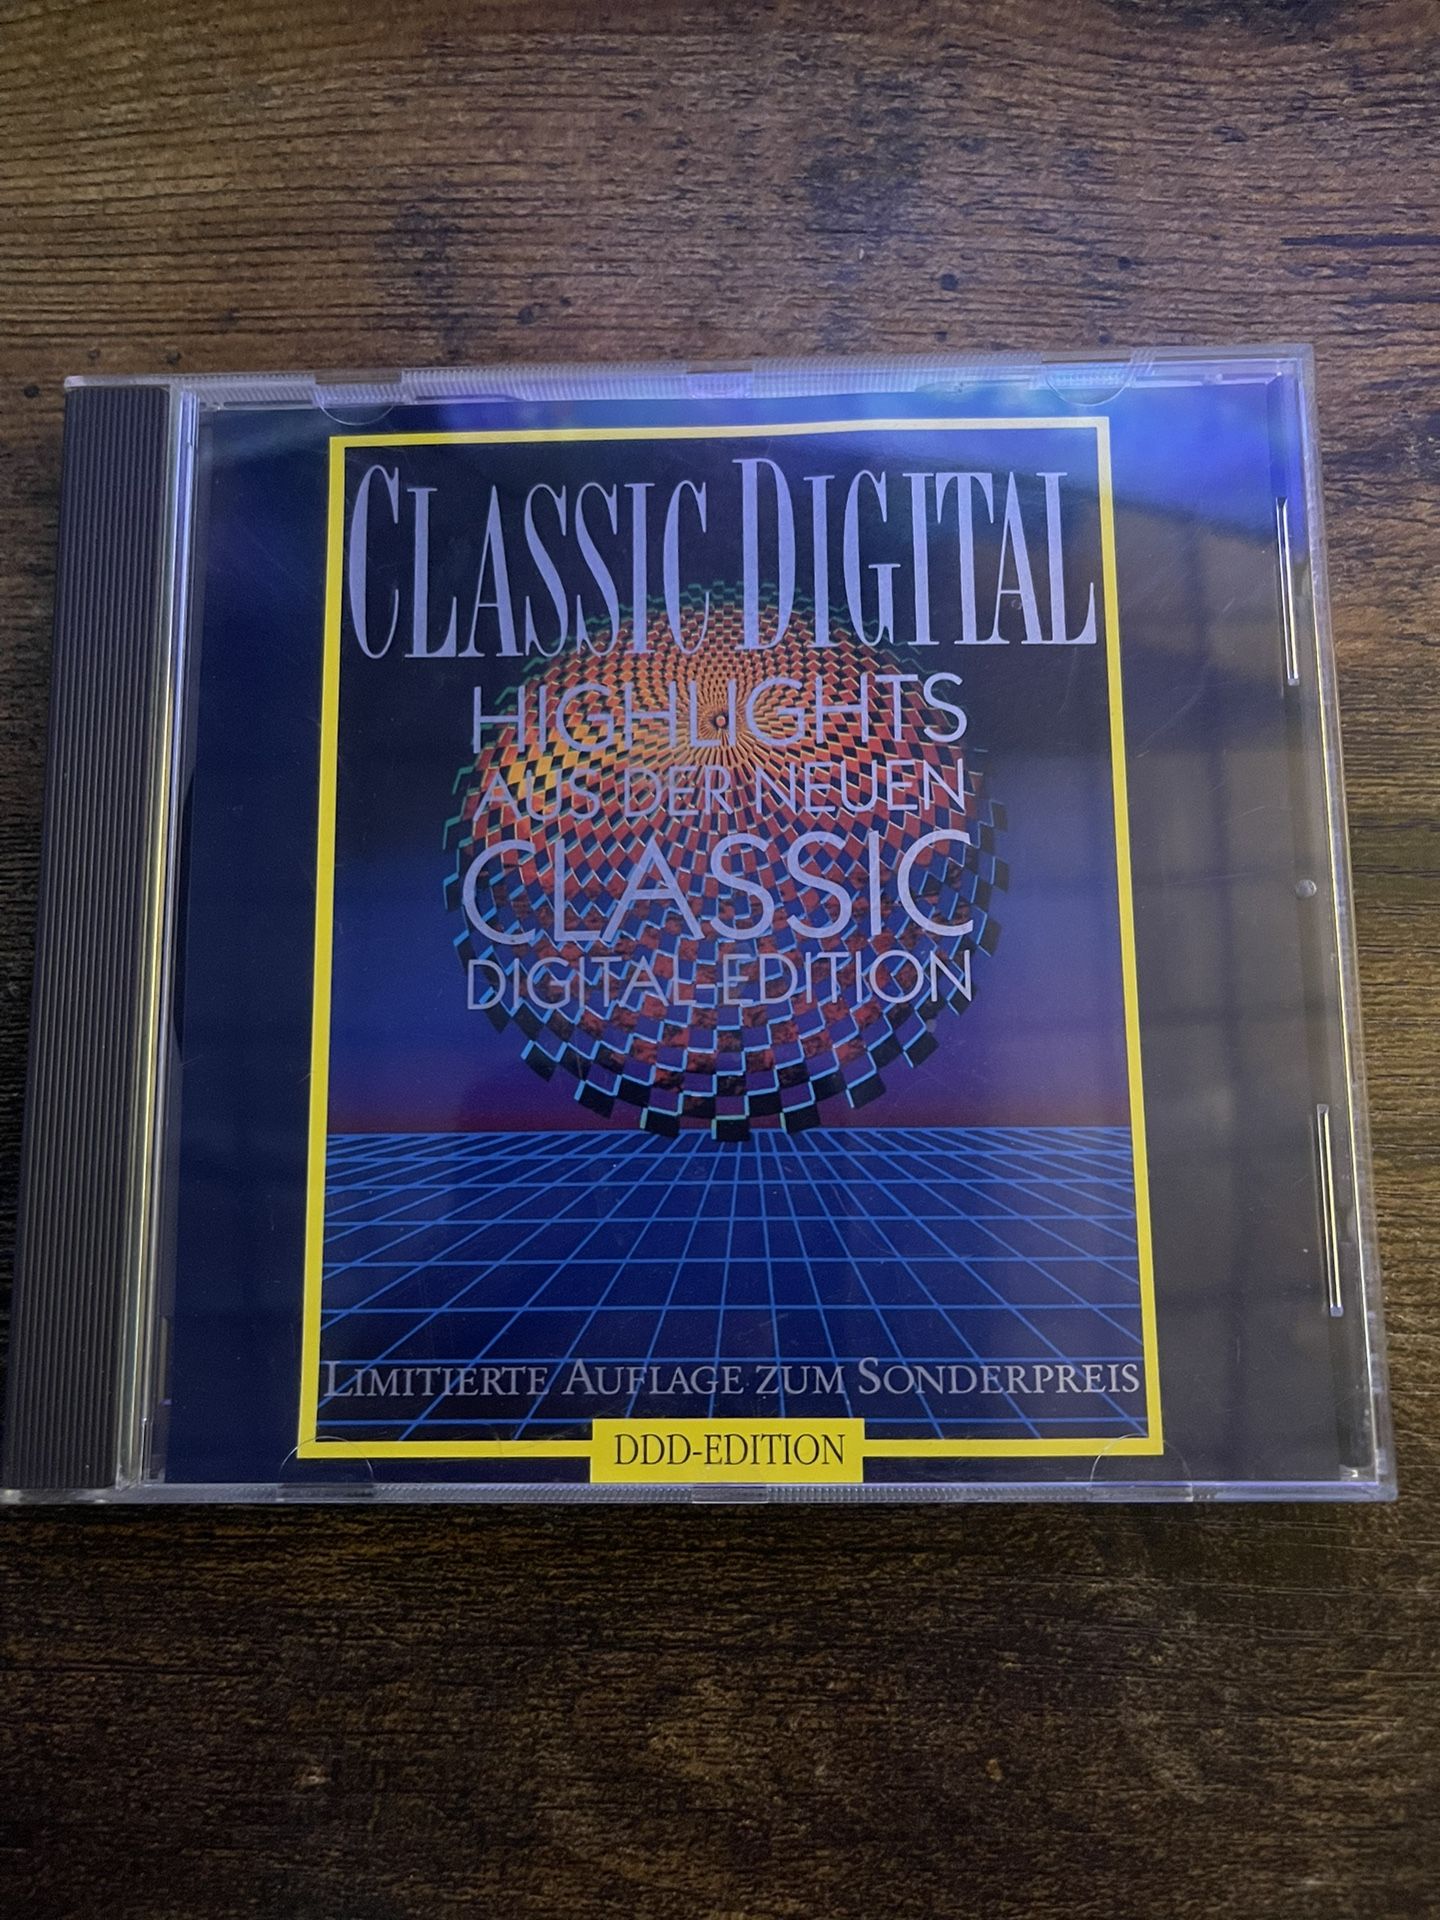 CLASSIC DIGITAL
HIGHLIGHTS
AUS DER NEUEN
CLASSIC
DIGITAL-EDITION
LIMITIERTE AUFLAGE ZUM SONDERPREIS
DDD-EDITION